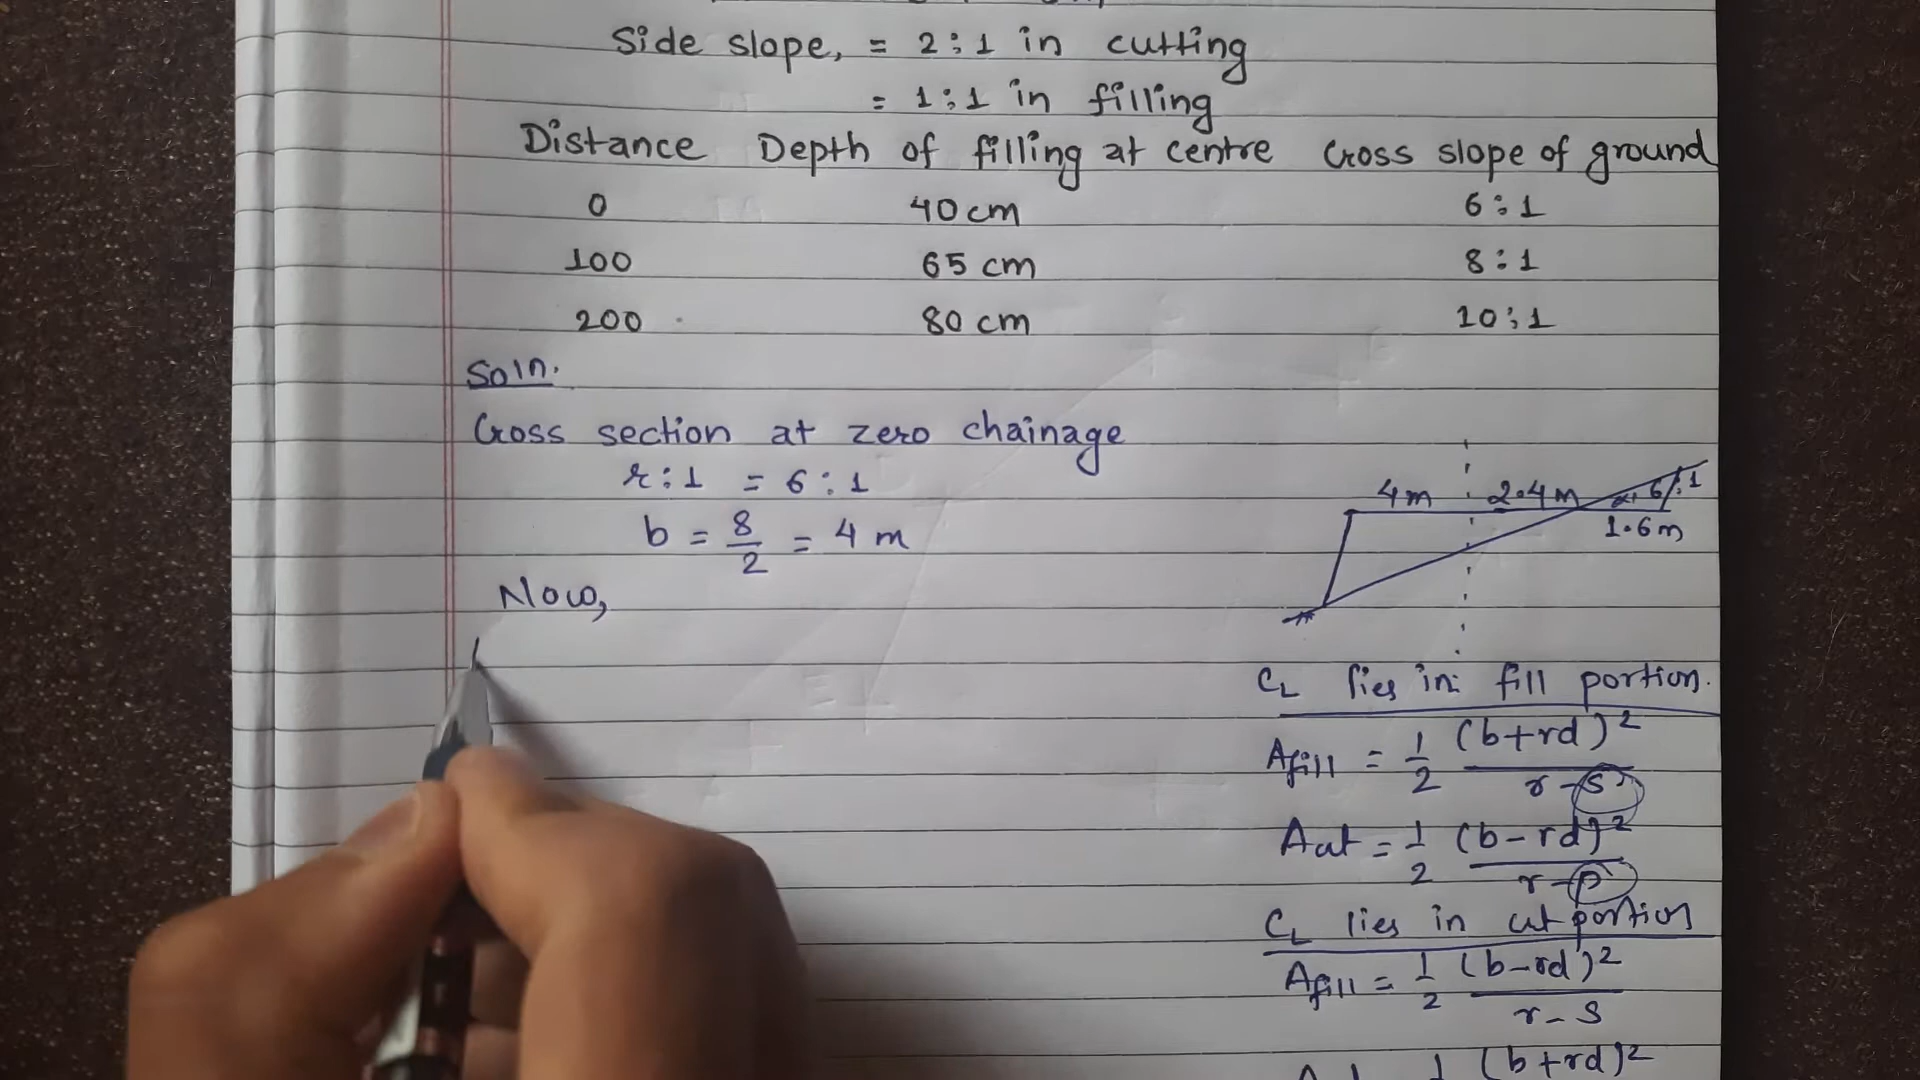 Side slope, = 2:1 in cutting
= 1:1 in filling
Distance Depth of filling at centre Cross slope of ground
0 40 cm 6:1
100 65 cm 8:1
200 80 cm 10:1
Soln.
Cross section at zero chainage
r:1 = 6:1
b = 8/2 = 4 m
Now,
4m 2.4m 6:1
1.6m
CL lies in fill portion.
Afill = 1/2 (b+rd)²/r-s
Acut = 1/2 (b-rd)²/r-p
CL lies in cut portion
Afill = 1/2 (b-rd)²/r-s
1 (b+rd)²